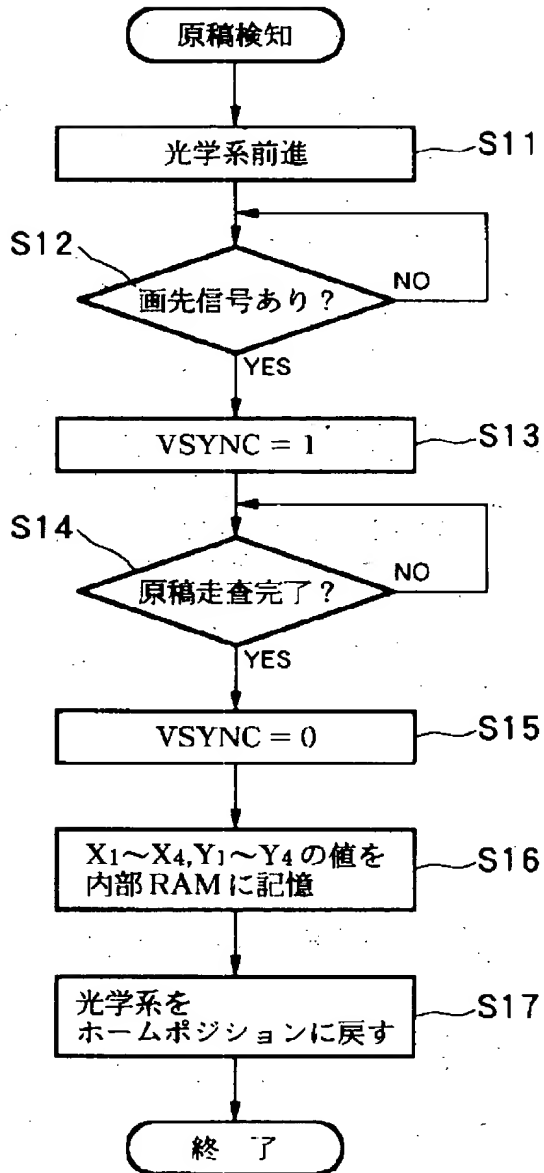 原稿検知
光学系前進
S11
S12
画先信号あり?
NO
YES
VSYNC = 1
S13
S14
原稿走査完了?
NO
YES
VSYNC = 0
S15
X1~X4,Y1~Y4の値を
内部RAMに記憶
S16
光学系を
ホームポジションに戻す
S17
終 了